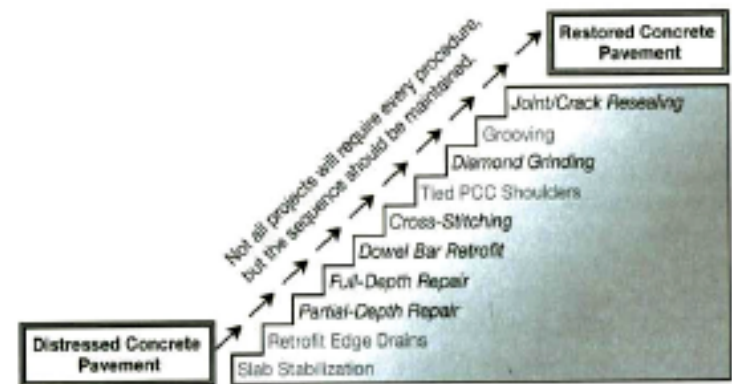 Restored Concrete
Pavement
Not all projects will require every procedure,
but the sequence should be maintained.
Joint/Crack Resealing
Grooving
Diamond Grinding
Tied PCC Shoulders
Cross-Stitching
Dowel Bar Retrofit
Full-Depth Repair
Partial-Depth Repair
Retrofit Edge Drains
Slab Stabilization
Distressed Concrete
Pavement